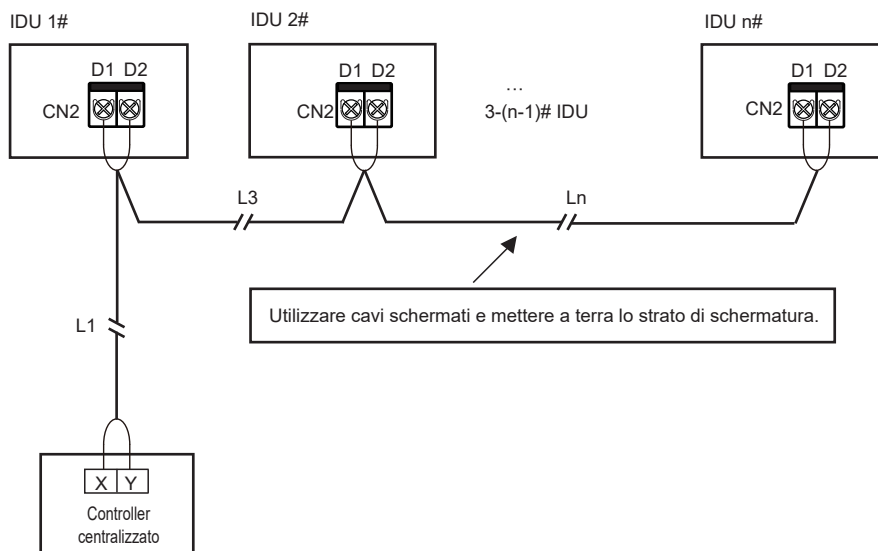 IDU 1#
IDU 2#
IDU n#
D1 D2
D1 D2
D1 D2
CN2
CN2
...
3-(n-1)# IDU
CN2
L3
Ln
Utilizzare cavi schermati e mettere a terra lo strato di schermatura.
L1
X Y
Controller
centralizzato